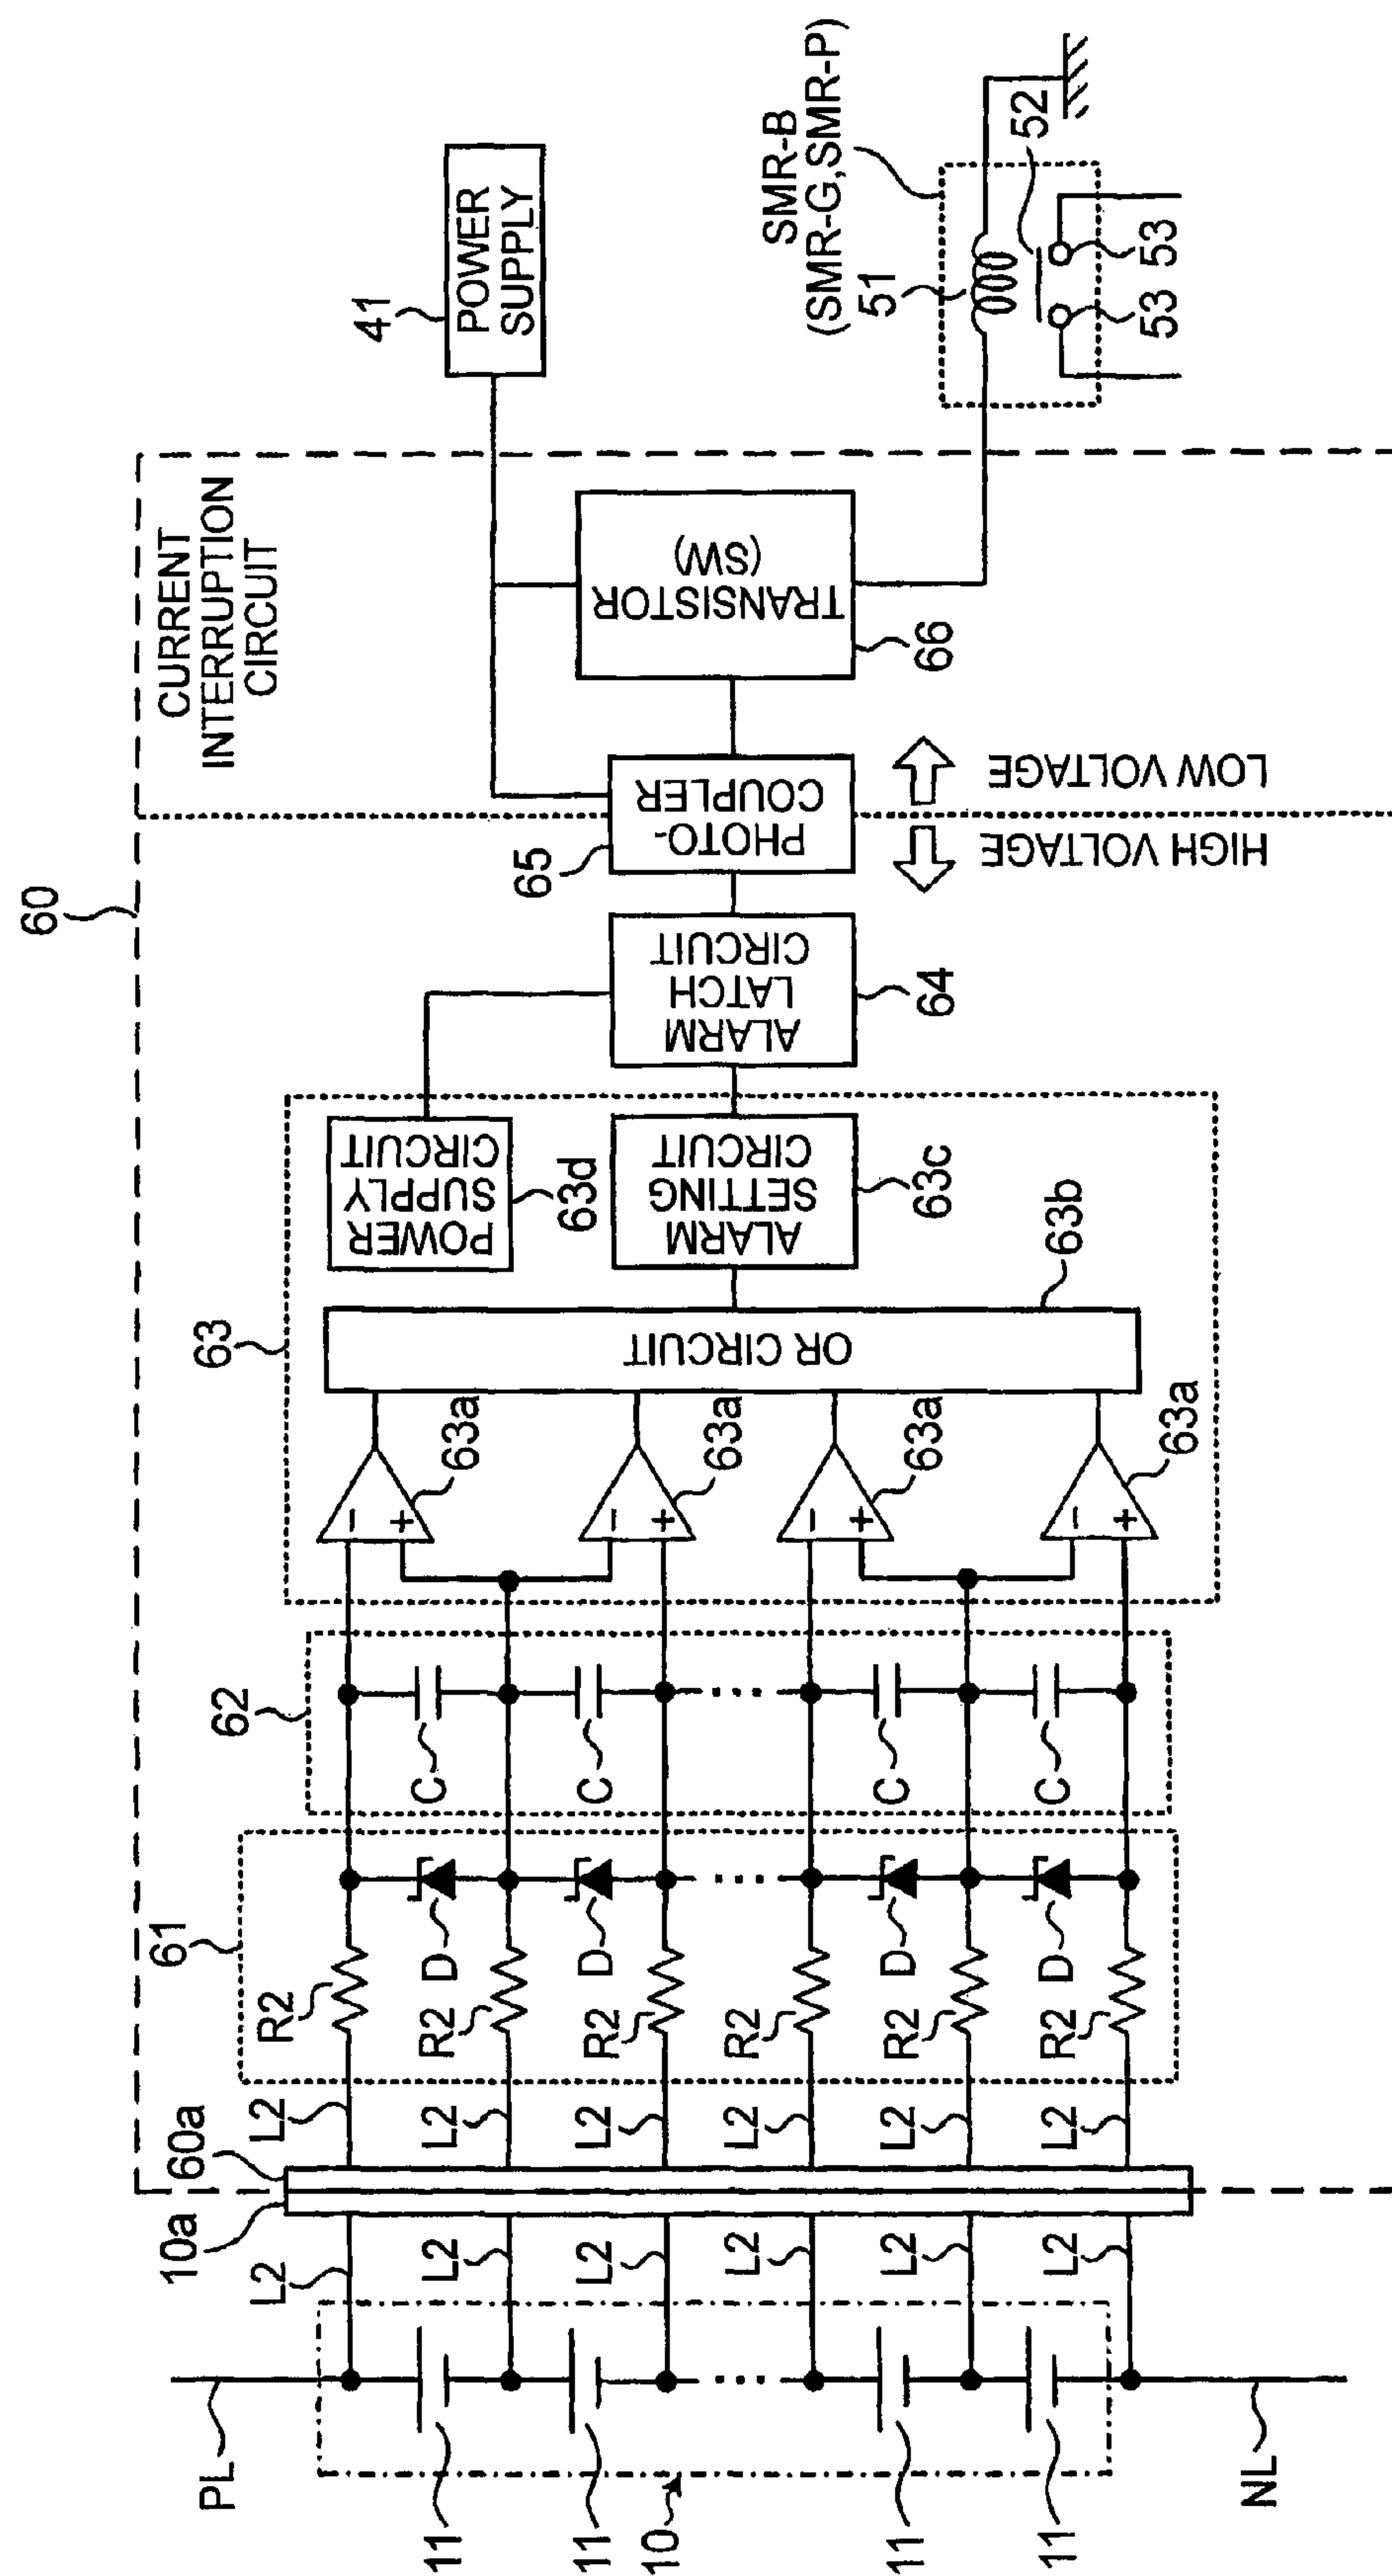 60
CURRENT
INTERRUPTION
CIRCUIT
41
POWER
SUPPLY
SMR-B
(SMR-G,SMR-P)
51
52
53
53
TRANSISTOR
(SW)
66
PHOTO-
COUPLER
65
HIGH VOLTAGE
LOW VOLTAGE
ALARM
LATCH
CIRCUIT
64
63
POWER
SUPPLY
CIRCUIT
63d
ALARM
SETTING
CIRCUIT
63c
OR CIRCUIT
63b
63a
63a
63a
63a
−
+
−
+
−
+
−
+
62
C
C
C
C
61
R2
R2
R2
R2
R2
R2
D
D
D
D
L2
L2
L2
L2
L2
L2
60a
10a
L2
L2
L2
L2
L2
L2
PL
NL
11
11
10
11
11